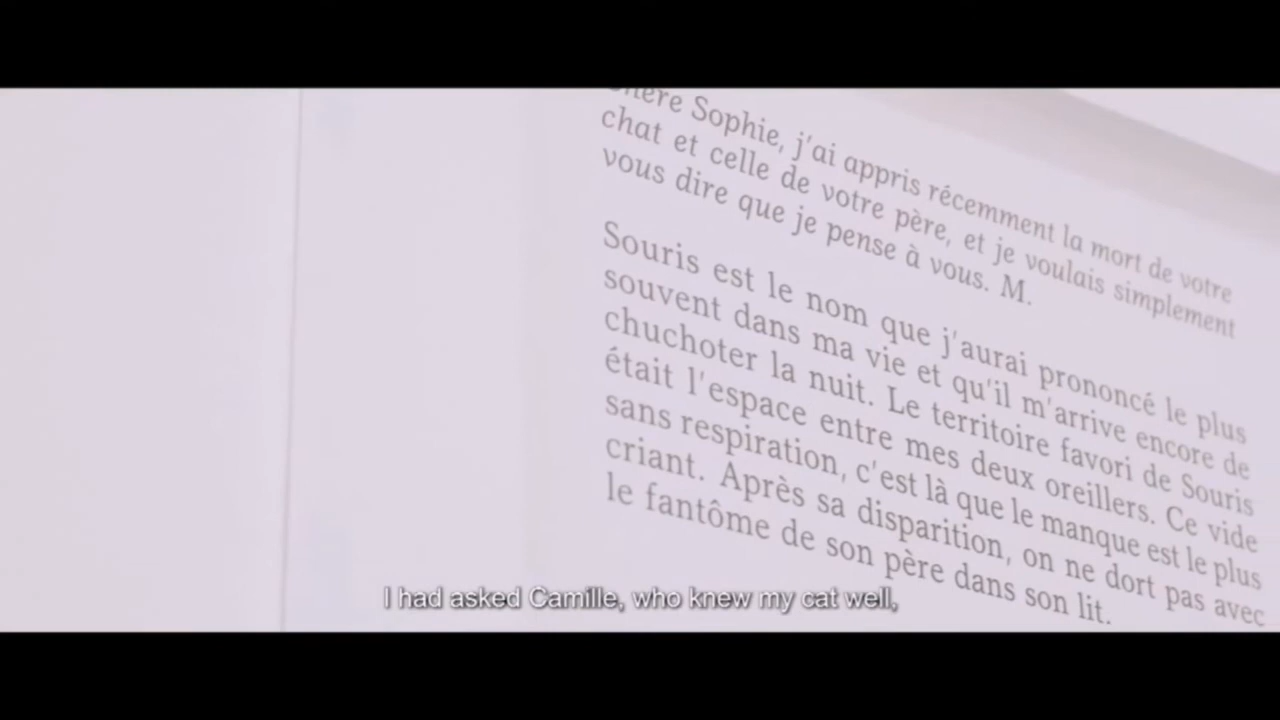 Chère Sophie, j'ai appris récemment la mort de votre
chat et celle de votre père, et je voulais simplement
vous dire que je pense à vous. M.
Souris est le nom que j'aurai prononcé le plus
souvent dans ma vie et qu'il m'arrive encore de
chuchoter la nuit. Le territoire favori de Souris
était l'espace entre mes deux oreillers. Ce vide
sans respiration, c'est là que le manque est le plus
criant. Après sa disparition, on ne dort pas avec
le fantôme de son père dans son lit.
I had asked Camille, who knew my cat well,